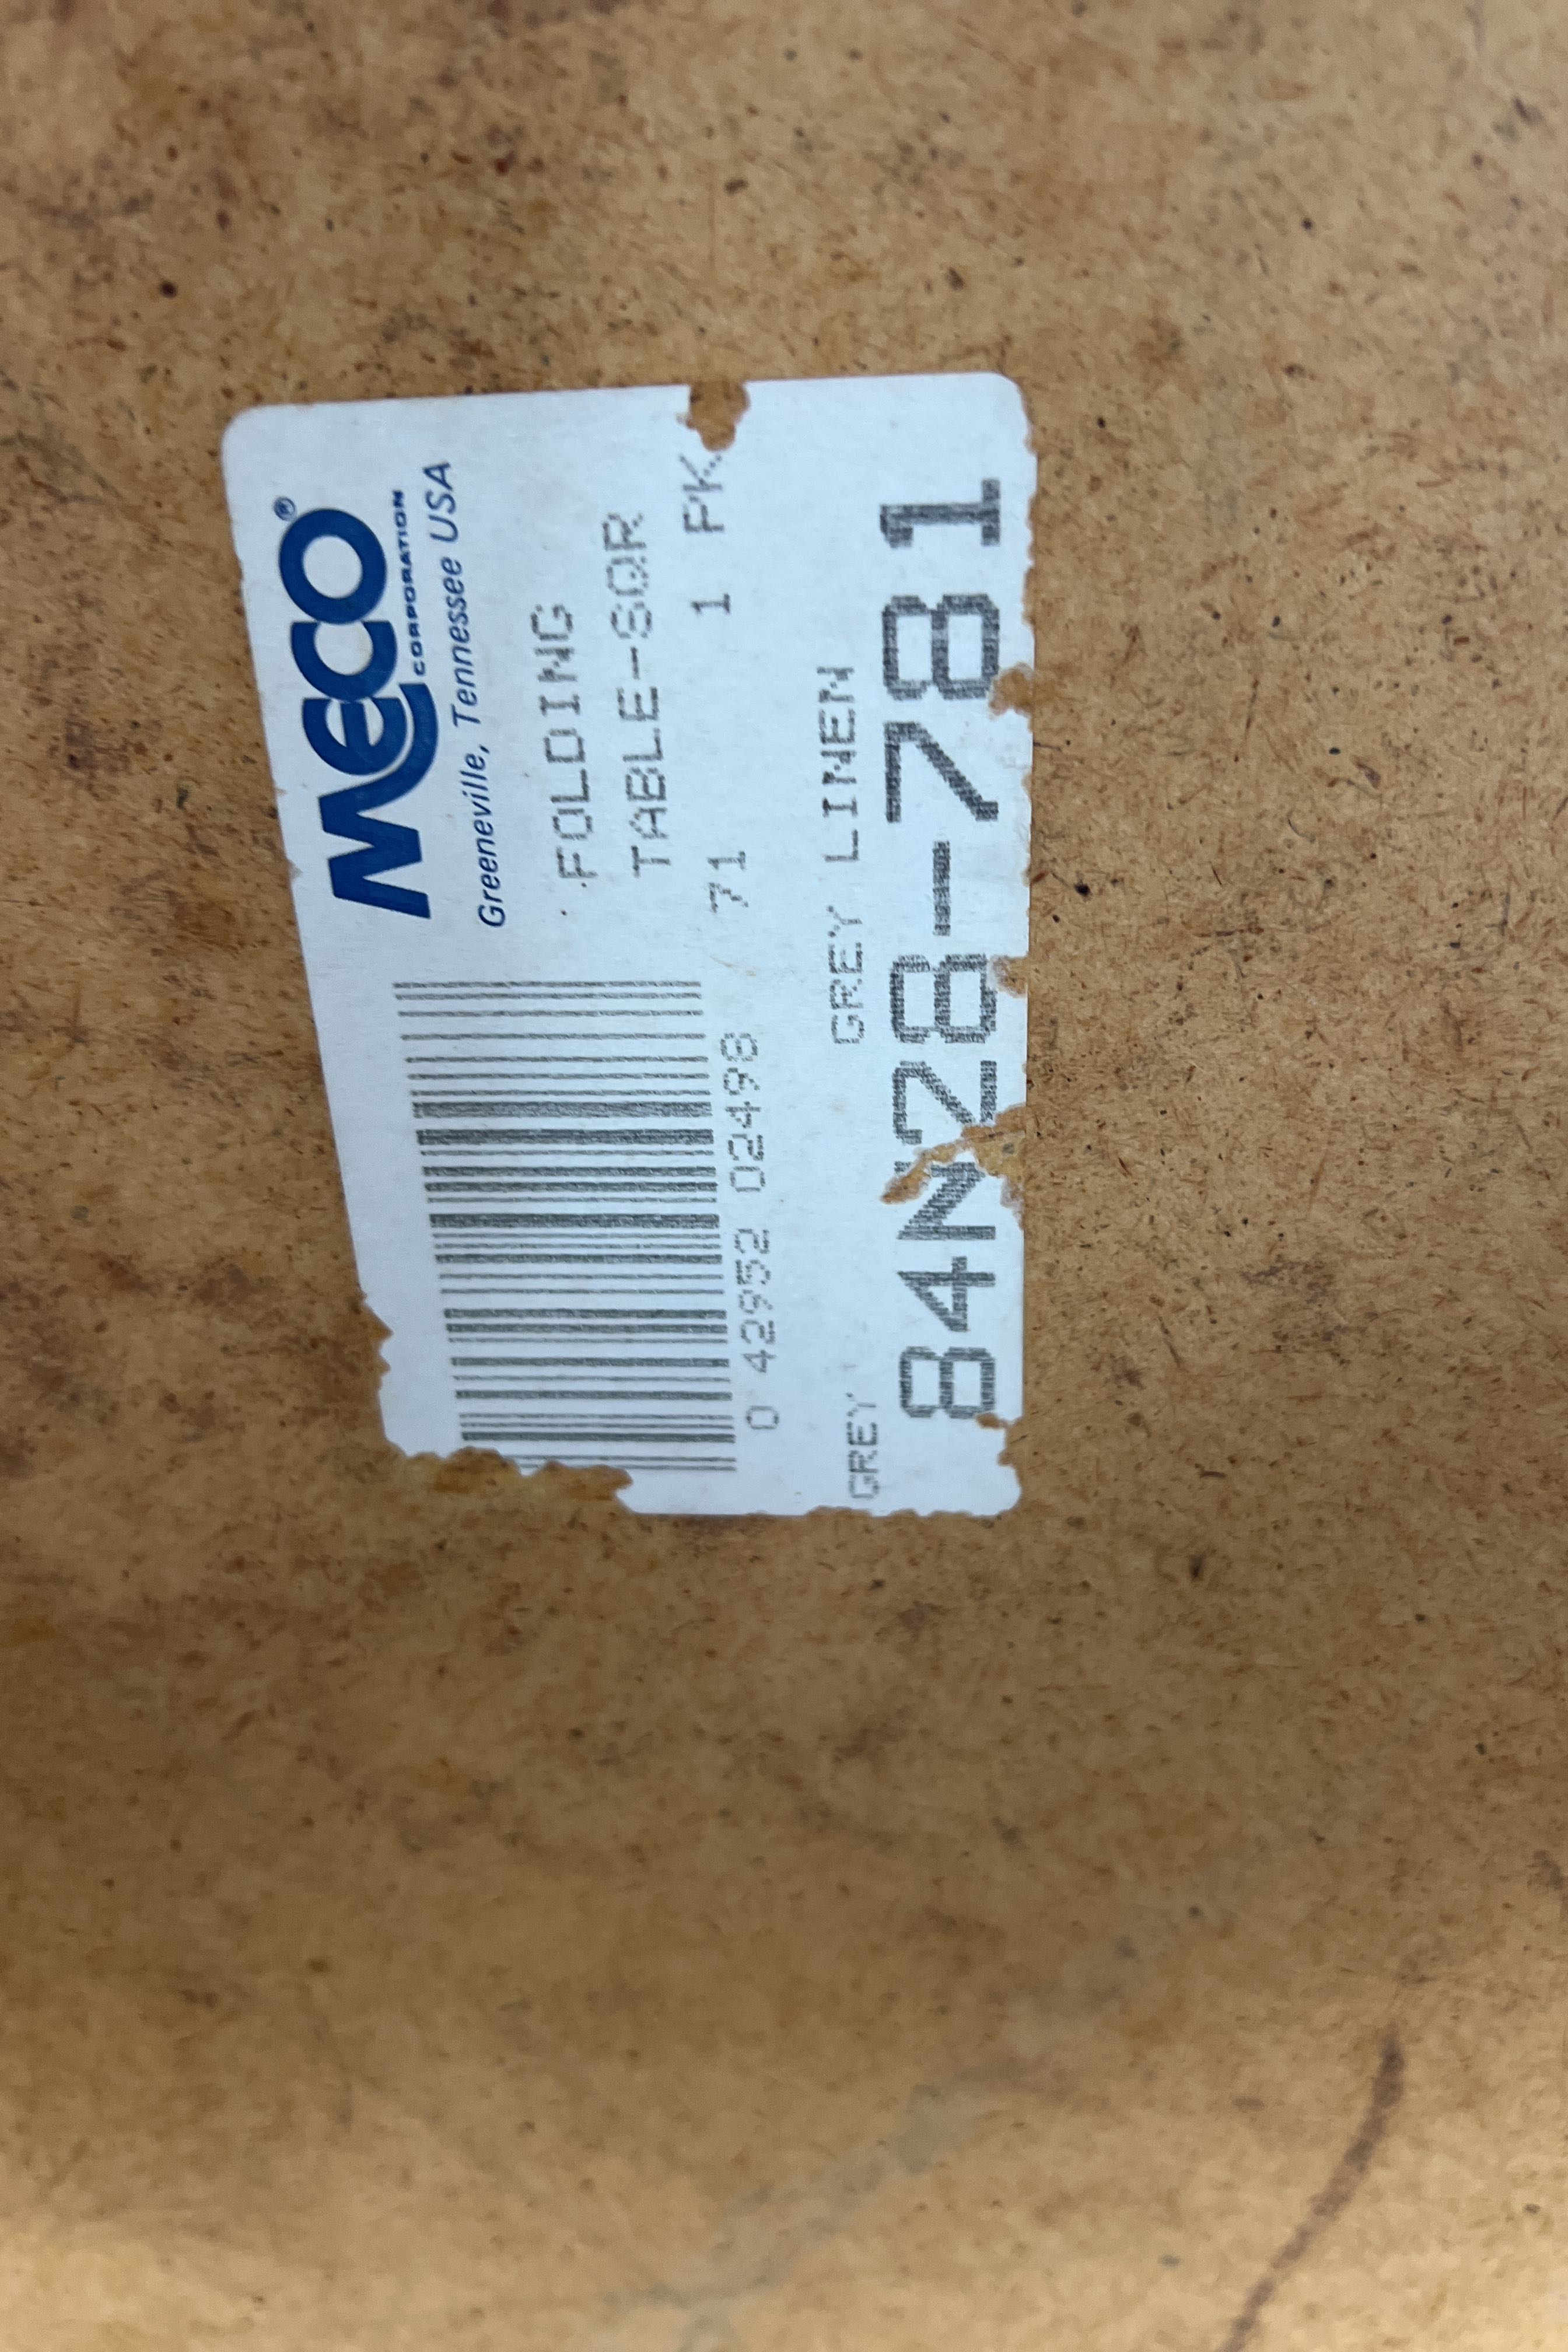 MECO®
CORPORATION
Greeneville, Tennessee USA
FOLDING
TABLE-SQR
71 1 PK
0 42952 02498
GREY GREY LINEN
84N28-781